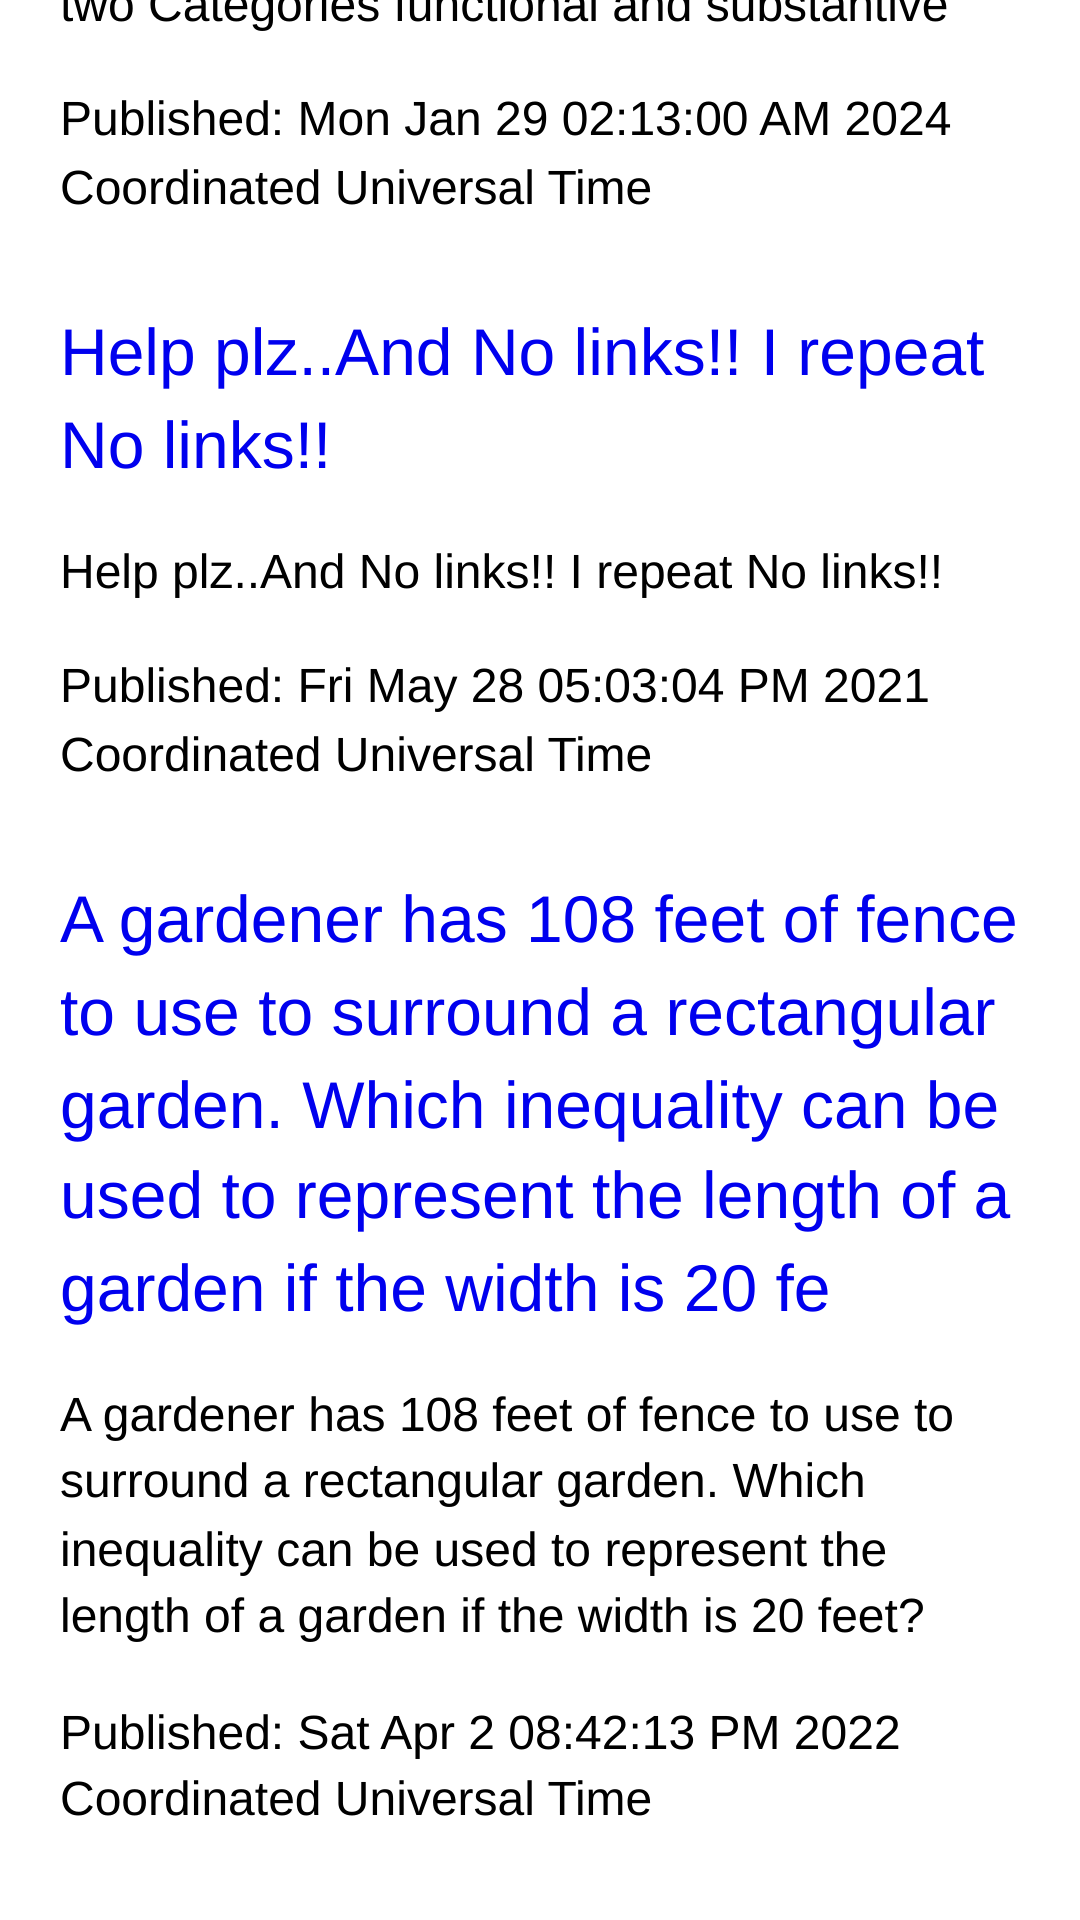 two Categories functional and substantive
Published: Mon Jan 29 02:13:00 AM 2024
Coordinated Universal Time
Help plz..And No links!! I repeat
No links!!
Help plz..And No links!! I repeat No links!!
Published: Fri May 28 05:03:04 PM 2021
Coordinated Universal Time
A gardener has 108 feet of fence
to use to surround a rectangular
garden. Which inequality can be
used to represent the length of a
garden if the width is 20 fe
A gardener has 108 feet of fence to use to
surround a rectangular garden. Which
inequality can be used to represent the
length of a garden if the width is 20 feet?
Published: Sat Apr 2 08:42:13 PM 2022
Coordinated Universal Time